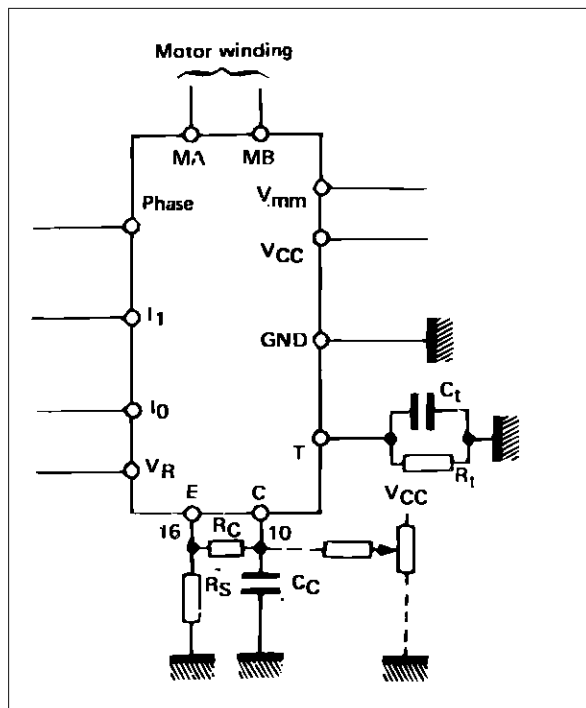 Motor winding
MA MB
Phase
Vmm
VCC
I1
GND
I0
Ct
T
VR
Rt
E C
VCC
16 RC 10
RS CC